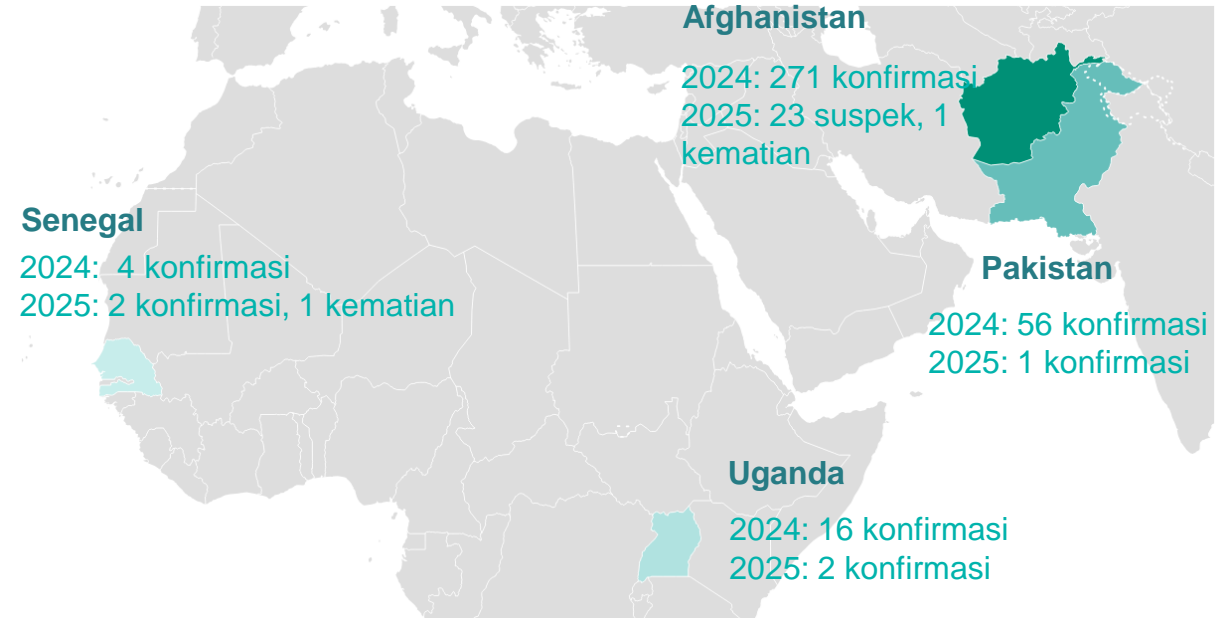 Afghanistan
2024: 271 konfirmasi
2025: 23 suspek, 1
kematian
Senegal
2024:  4 konfirmasi
2025: 2 konfirmasi, 1 kematian
Pakistan
2024: 56 konfirmasi
2025: 1 konfirmasi
Uganda
2024: 16 konfirmasi
2025: 2 konfirmasi